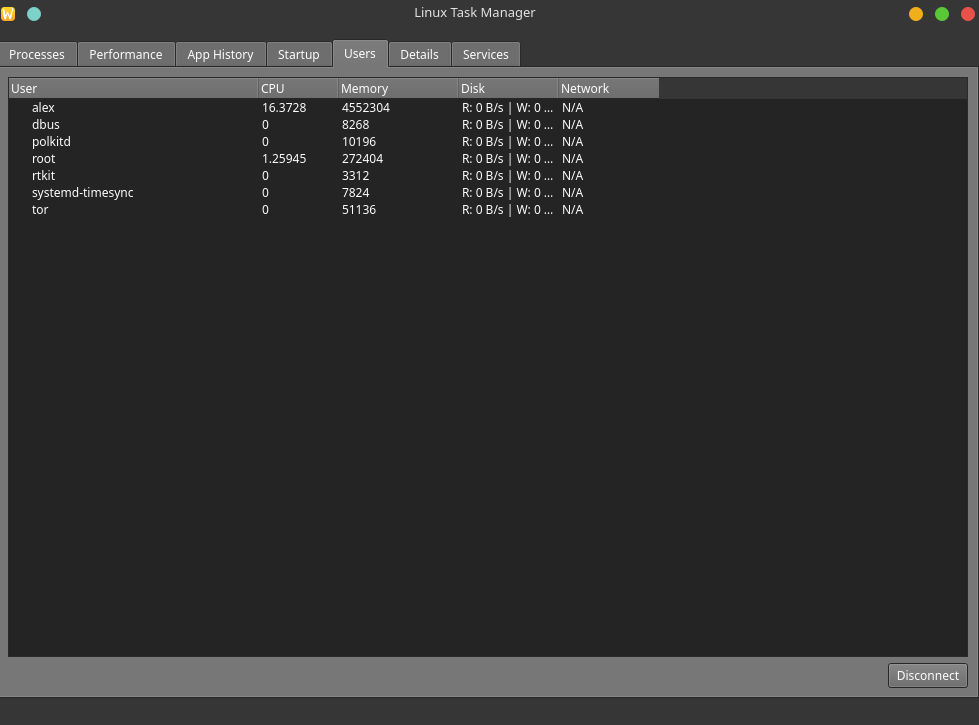 W Linux Task Manager
Processes Performance App History Startup Users Details Services
User CPU Memory Disk Network
alex 16.3728 4552304 R: 0 B/s | W: 0 ... N/A
dbus 0 8268 R: 0 B/s | W: 0 ... N/A
polkitd 0 10196 R: 0 B/s | W: 0 ... N/A
root 1.25945 272404 R: 0 B/s | W: 0 ... N/A
rtkit 0 3312 R: 0 B/s | W: 0 ... N/A
systemd-timesync 0 7824 R: 0 B/s | W: 0 ... N/A
tor 0 51136 R: 0 B/s | W: 0 ... N/A
Disconnect